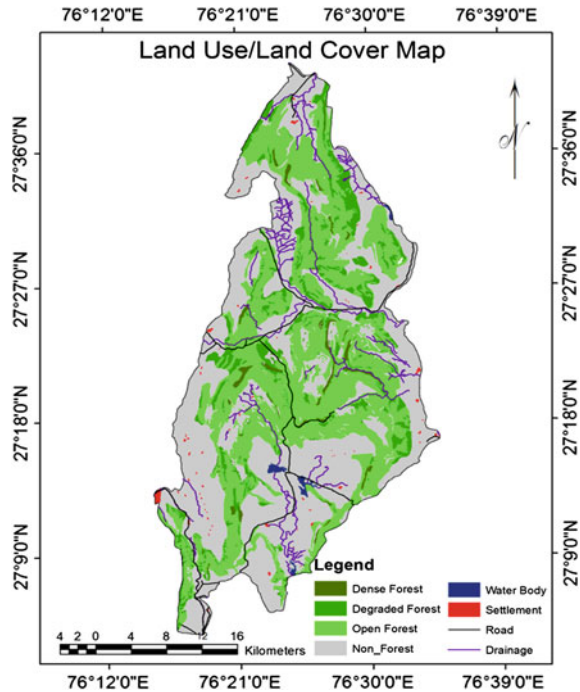 76°12'0"E 76°21'0"E 76°30'0"E 76°39'0"E
Land Use/Land Cover Map
N
27°36'0"N 27°36'0"N
27°27'0"N 27°27'0"N
27°18'0"N 27°18'0"N
27°9'0"N 27°9'0"N
Legend
Dense Forest Water Body
Degraded Forest Settlement
Open Forest Road
Non_Forest Drainage
4 2 0 4 8 12 16
Kilometers
76°12'0"E 76°21'0"E 76°30'0"E 76°39'0"E